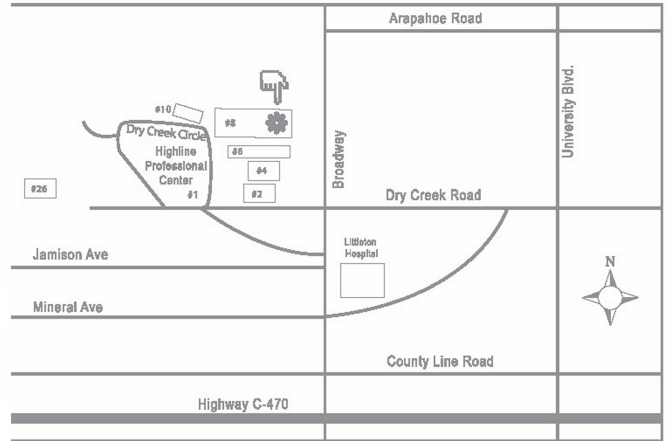 Arapahoe Road
University Blvd.
Broadway
#10
Dry Creek Circle
#8
Highline
Professional
Center
#1
#6
#4
#2
#26
Dry Creek Road
Jamison Ave
Littleton
Hospital
N
Mineral Ave
County Line Road
Highway C-470